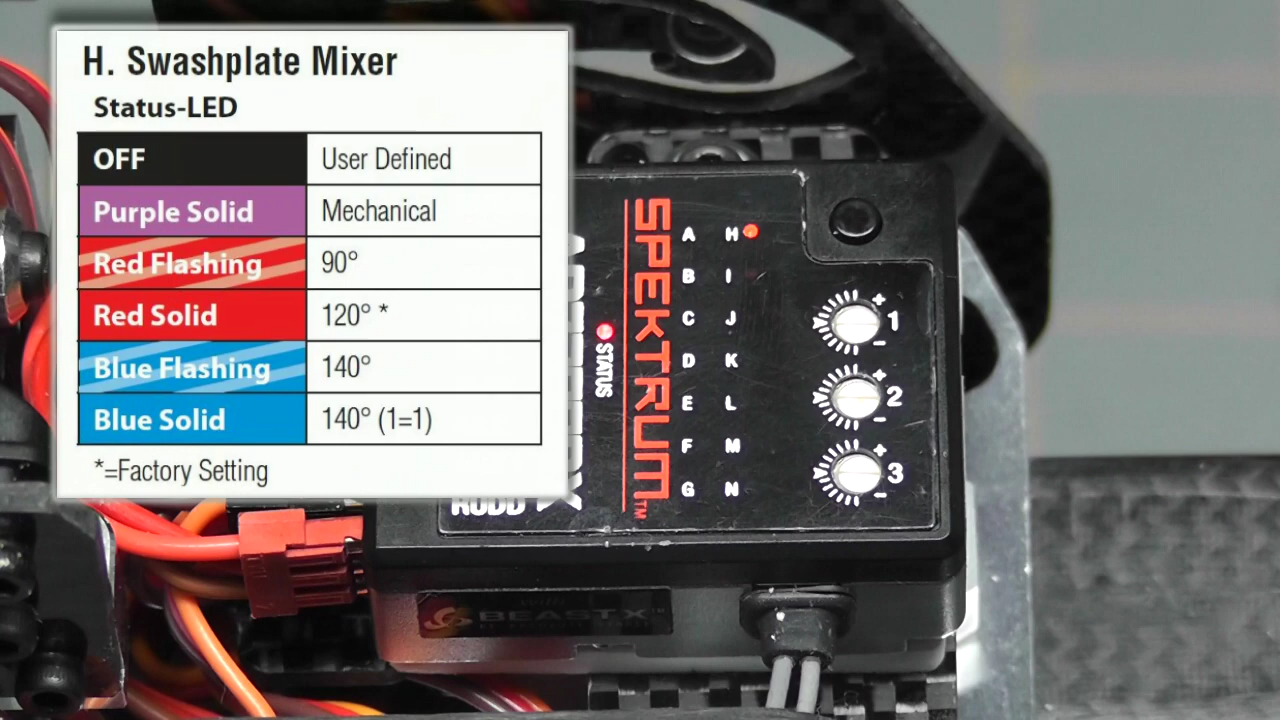 H. Swashplate Mixer
Status-LED
OFF User Defined
Purple Solid Mechanical
Red Flashing 90°
Red Solid 120° *
Blue Flashing 140°
Blue Solid 140° (1=1)
*=Factory Setting
SPEKTRUM™
STATUS
A H
B I
C J
D K
E L
F M
G N
+
1
-
+
2
-
+
3
-
RUDD
BEASTX